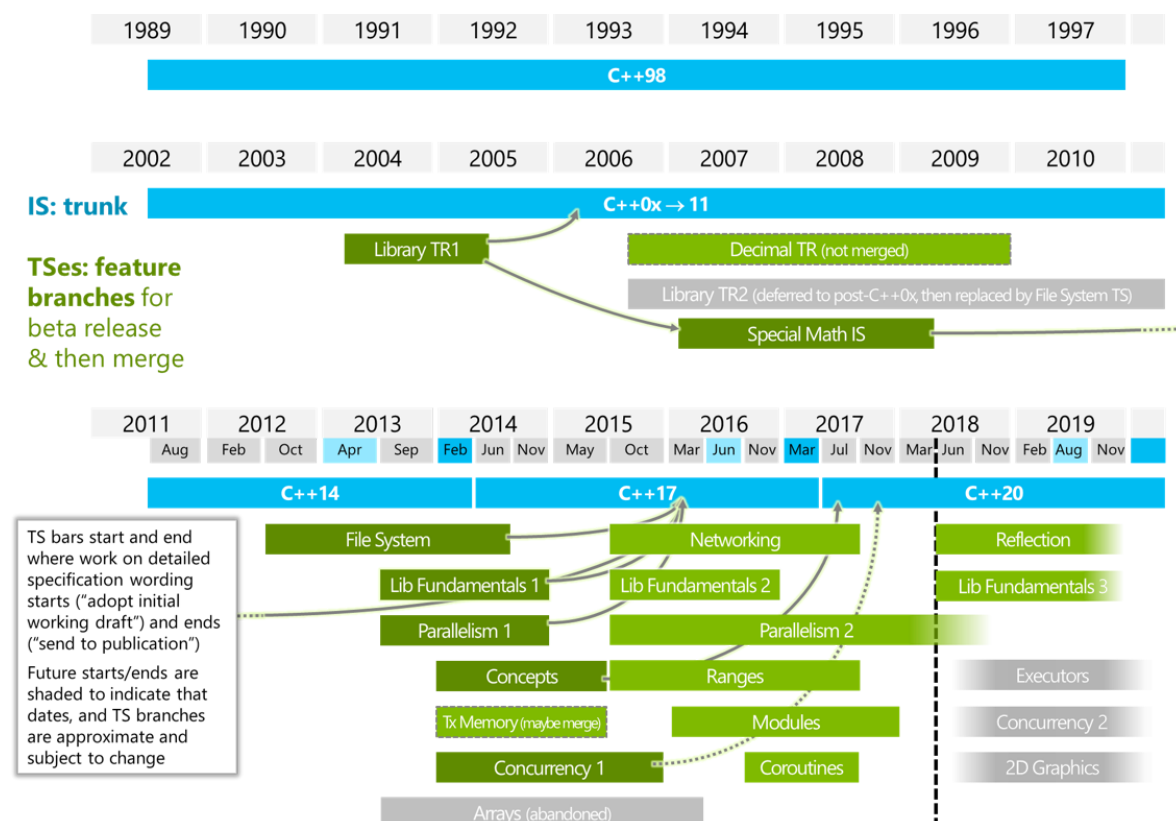 1989 1990 1991 1992 1993 1994 1995 1996 1997
C++98
2002 2003 2004 2005 2006 2007 2008 2009 2010
IS: trunk
C++0x → 11
TSes: feature
branches for
beta release
& then merge
Library TR1
Decimal TR (not merged)
Library TR2 (deferred to post-C++0x, then replaced by File System TS)
Special Math IS
2011 2012 2013 2014 2015 2016 2017 2018 2019
Aug Feb Oct Apr Sep Feb Jun Nov May Oct Mar Jun Nov Mar Jul Nov Mar Jun Nov Feb Aug Nov
C++14 C++17 C++20
TS bars start and end
where work on detailed
specification wording
starts (“adopt initial
working draft”) and ends
(“send to publication”)
Future starts/ends are
shaded to indicate that
dates, and TS branches
are approximate and
subject to change
File System Networking Reflection
Lib Fundamentals 1 Lib Fundamentals 2 Lib Fundamentals 3
Parallelism 1 Parallelism 2
Concepts Ranges Executors
Tx Memory (maybe merge) Modules Concurrency 2
Concurrency 1 Coroutines 2D Graphics
Arrays (abandoned)